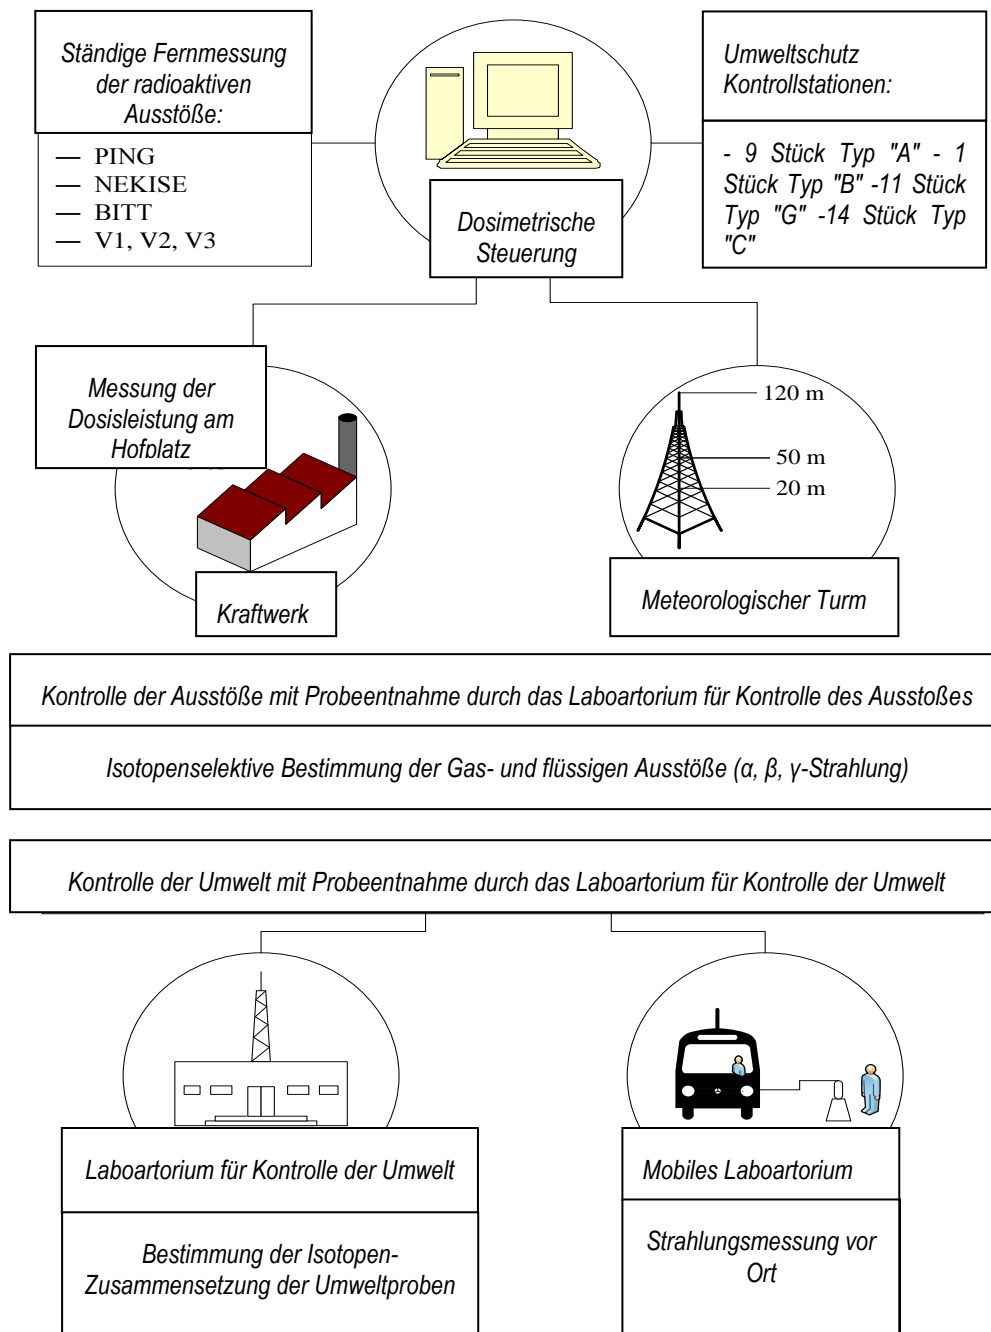 Ständige Fernmessung
der radioaktiven
Ausstöße:
— PING
— NEKISE
— BITT
— V1, V2, V3
Umweltschutz
Kontrollstationen:
- 9 Stück Typ "A" - 1
Stück Typ "B" -11 Stück
Typ "G" -14 Stück Typ
"C"
Dosimetrische
Steuerung
Messung der
Dosisleistung am
Hofplatz
Kraftwerk
120 m
50 m
20 m
Meteorologischer Turm
Kontrolle der Ausstöße mit Probeentnahme durch das Laboartorium für Kontrolle des Ausstoßes
Isotopenselektive Bestimmung der Gas- und flüssigen Ausstöße (α, β, γ-Strahlung)
Kontrolle der Umwelt mit Probeentnahme durch das Laboartorium für Kontrolle der Umwelt
Laboartorium für Kontrolle der Umwelt
Bestimmung der Isotopen-
Zusammensetzung der Umweltproben
Mobiles Laboartorium
Strahlungsmessung vor
Ort